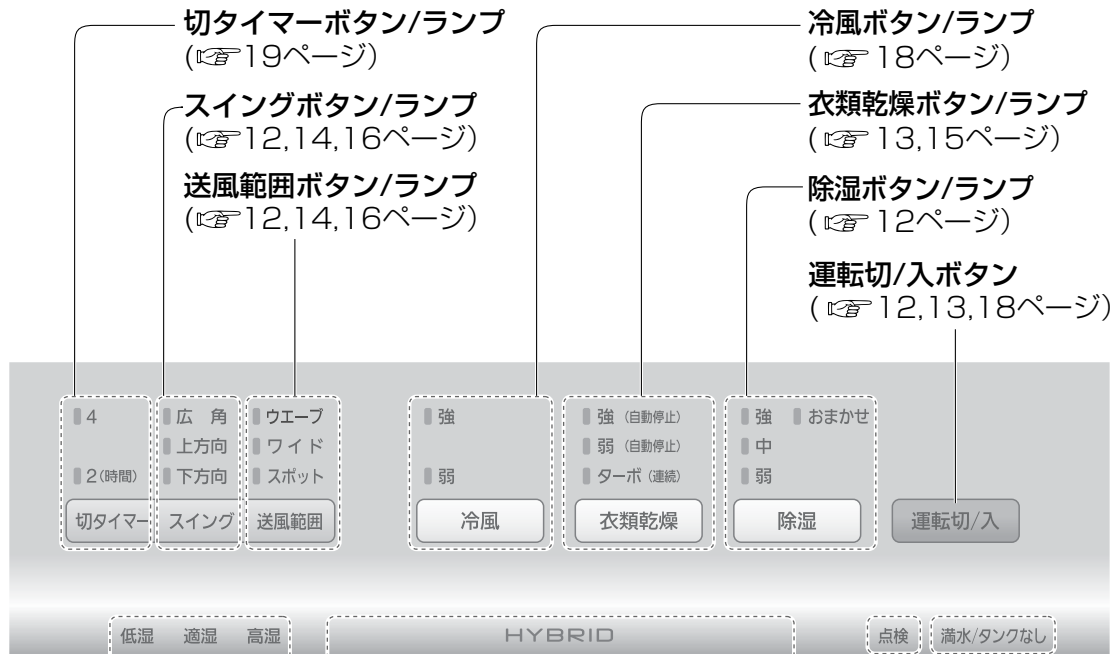 切タイマーボタン/ランプ
(☞19ページ)
スイングボタン/ランプ
(☞12,14,16ページ)
送風範囲ボタン/ランプ
(☞12,14,16ページ)
冷風ボタン/ランプ
(☞18ページ)
衣類乾燥ボタン/ランプ
(☞13,15ページ)
除湿ボタン/ランプ
(☞12ページ)
運転切/入ボタン
(☞12,13,18ページ)
4
2(時間)
切タイマー
広 角
上方向
下方向
スイング
ウエーブ
ワイド
スポット
送風範囲
強
弱
冷風
強(自動停止)
弱(自動停止)
ターボ(連続)
衣類乾燥
強 おまかせ
中
弱
除湿
運転切/入
低湿 適湿 高湿
HYBRID
点検
満水/タンクなし